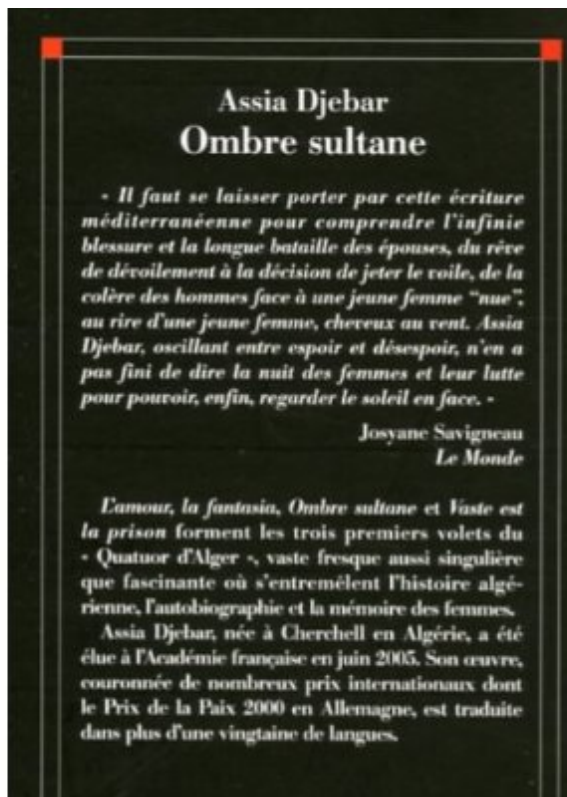 Assia Djebar
Ombre sultane
« Il faut se laisser porter par cette écriture
méditerranéenne pour comprendre l'infinie
blessure et la longue bataille des épouses, du rêve
de dévoilement à la décision de jeter le voile, de la
colère des hommes face à une jeune femme “nue”,
au rire d'une jeune femme, cheveux au vent. Assia
Djebar, oscillant entre espoir et désespoir, n'en a
pas fini de dire la nuit des femmes et leur lutte
pour pouvoir, enfin, regarder le soleil en face. »
Josyane Savigneau
Le Monde
L'amour, la fantasia, Ombre sultane et Vaste est
la prison forment les trois premiers volets du
« Quatuor d'Alger », vaste fresque aussi singulière
que fascinante où s'entremêlent l'histoire algé-
rienne, l'autobiographie et la mémoire des femmes.
Assia Djebar, née à Cherchell en Algérie, a été
élue à l'Académie française en juin 2005. Son œuvre,
couronnée de nombreux prix internationaux dont
le Prix de la Paix 2000 en Allemagne, est traduite
dans plus d'une vingtaine de langues.